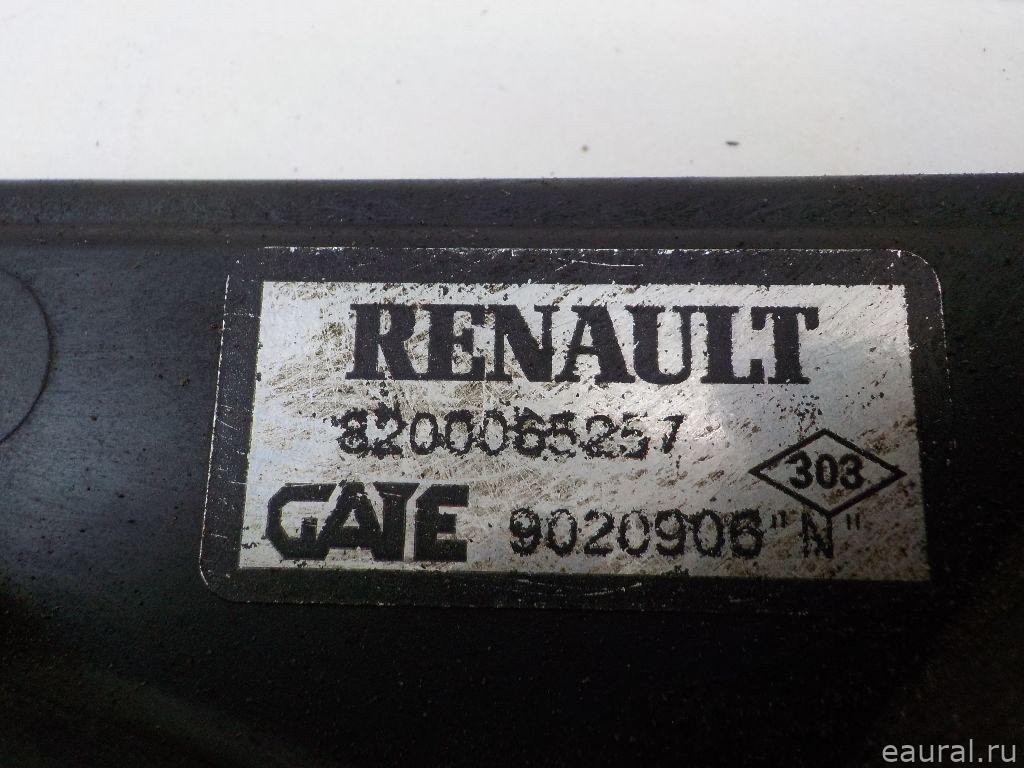 RENAULT
8200065257
303
GATE 9020906 "N"
eaural.ru